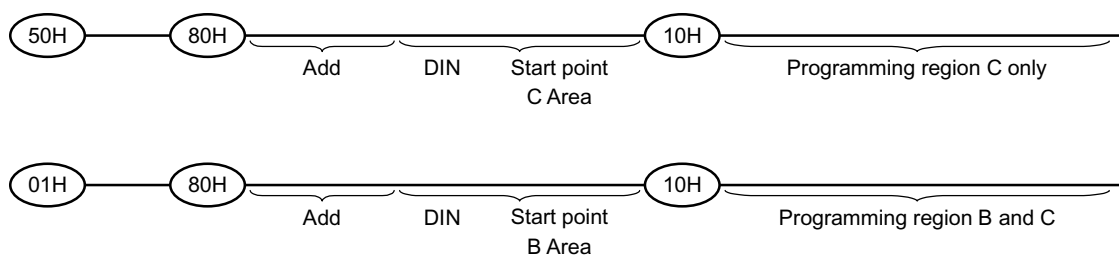 50H 80H 10H
Add DIN Start point Programming region C only
C Area
01H 80H 10H
Add DIN Start point Programming region B and C
B Area